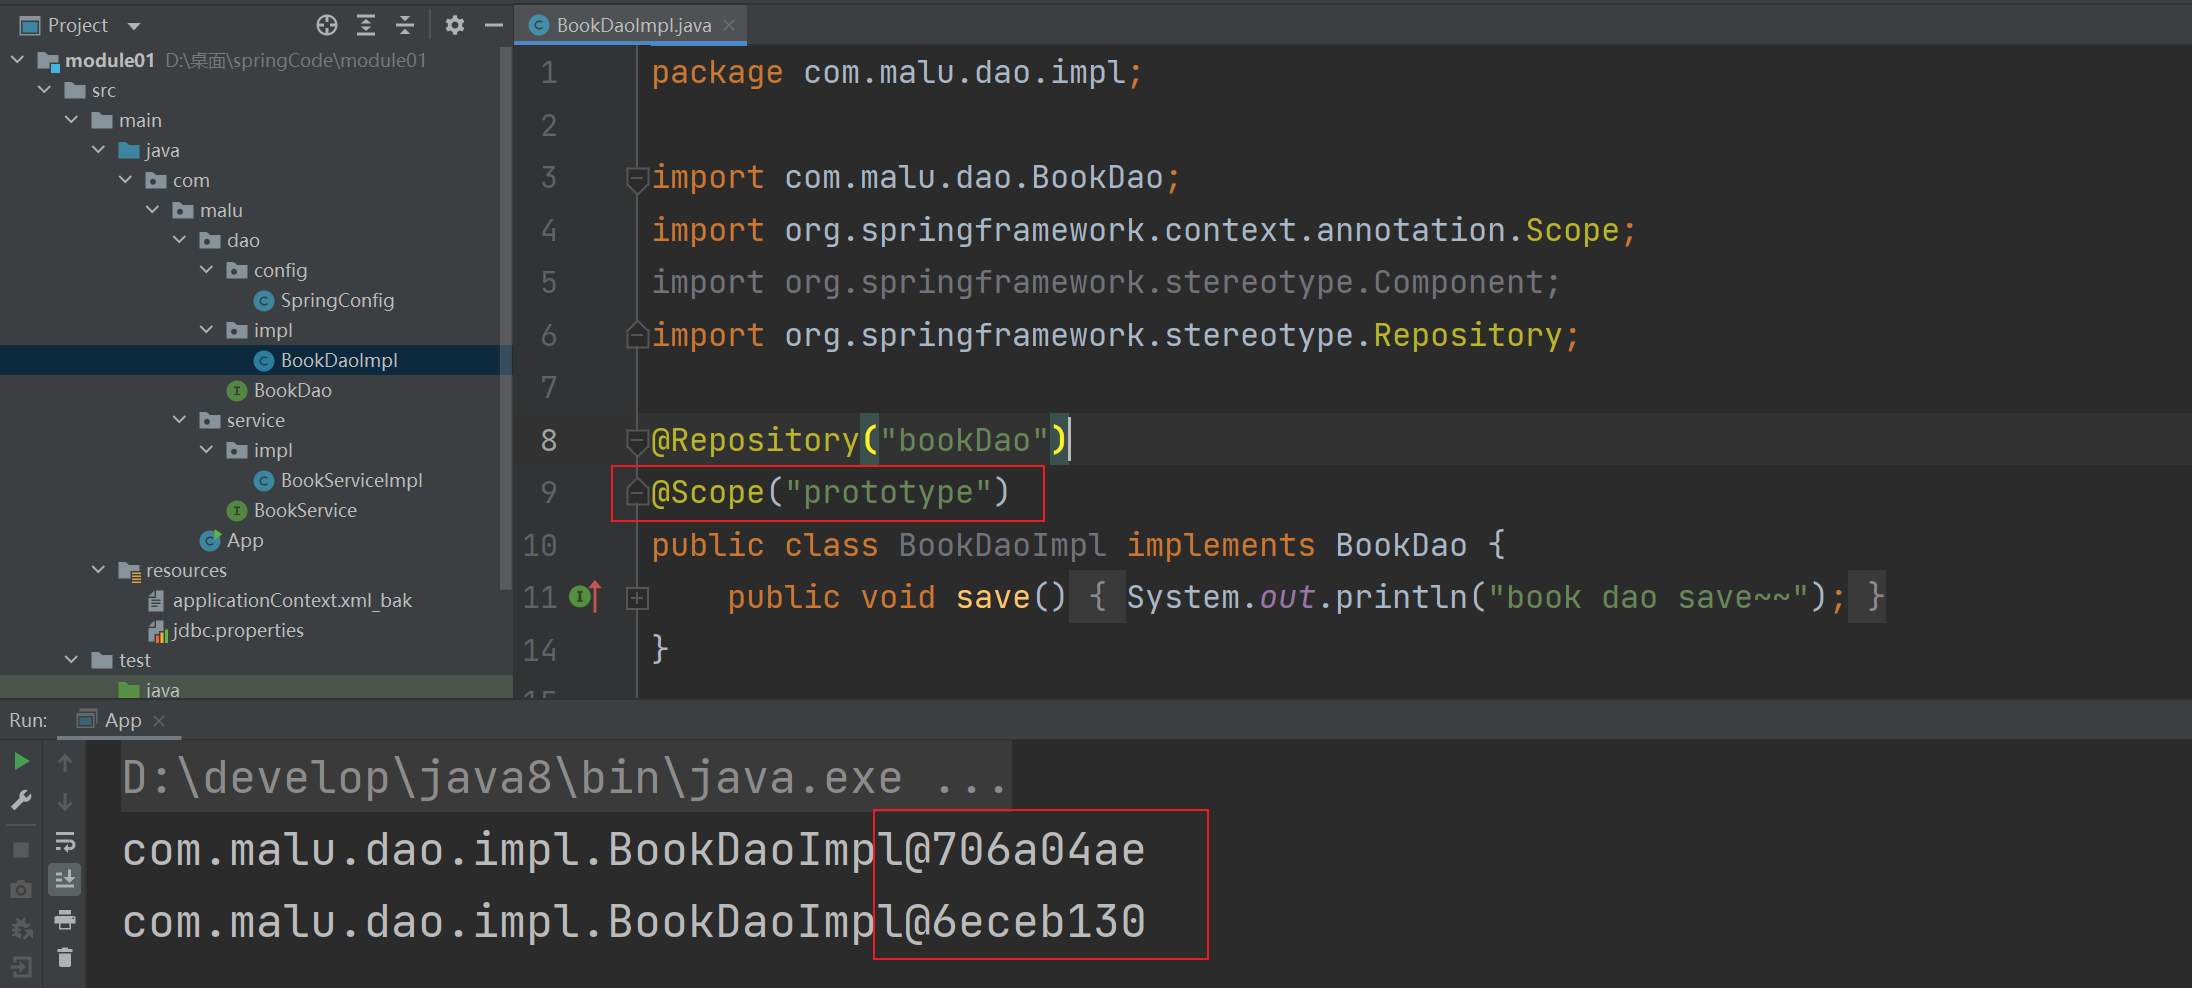 Project
module01 D:\桌面\springCode\module01
src
main
java
com
malu
dao
config
SpringConfig
impl
BookDaoImpl
BookDao
service
impl
BookServiceImpl
BookService
App
resources
applicationContext.xml_bak
jdbc.properties
test
java
BookDaoImpl.java
1 package com.malu.dao.impl;
2
3 import com.malu.dao.BookDao;
4 import org.springframework.context.annotation.Scope;
5 import org.springframework.stereotype.Component;
6 import org.springframework.stereotype.Repository;
7
8 @Repository("bookDao")
9 @Scope("prototype")
10 public class BookDaoImpl implements BookDao {
11 public void save() { System.out.println("book dao save~~"); }
14 }
15
Run: App
D:\develop\java8\bin\java.exe ...
com.malu.dao.impl.BookDaoImpl@706a04ae
com.malu.dao.impl.BookDaoImpl@6eceb130